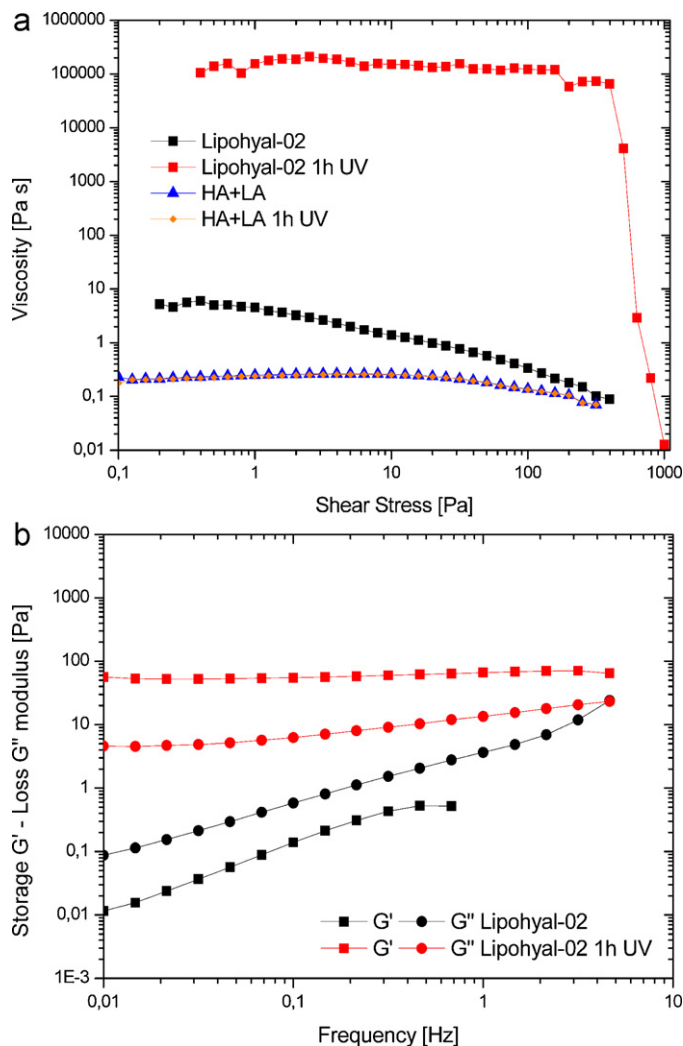 a
1000000
100000
10000
1000
100
10
1
0,1
0,01
Viscosity [Pa s]
Lipohyal-02
Lipohyal-02 1h UV
HA+LA
HA+LA 1h UV
0,1 1 10 100 1000
Shear Stress [Pa]
b
10000
1000
100
10
1
0,1
0,01
1E-3
Storage G' - Loss G" modulus [Pa]
G' G" Lipohyal-02
G' G" Lipohyal-02 1h UV
0,01 0,1 1 10
Frequency [Hz]